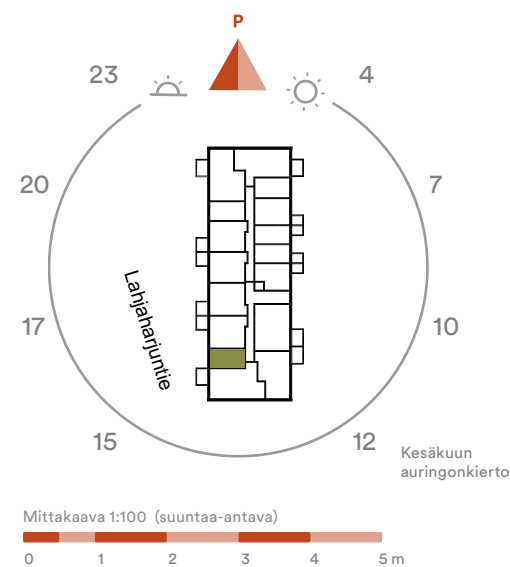 P
23
4
20
7
Lahjaharjuntie
17
10
15
12
Kesäkuun
auringonkierto
Mittakaava 1:100 (suuntaa-antava)
0 1 2 3 4 5 m